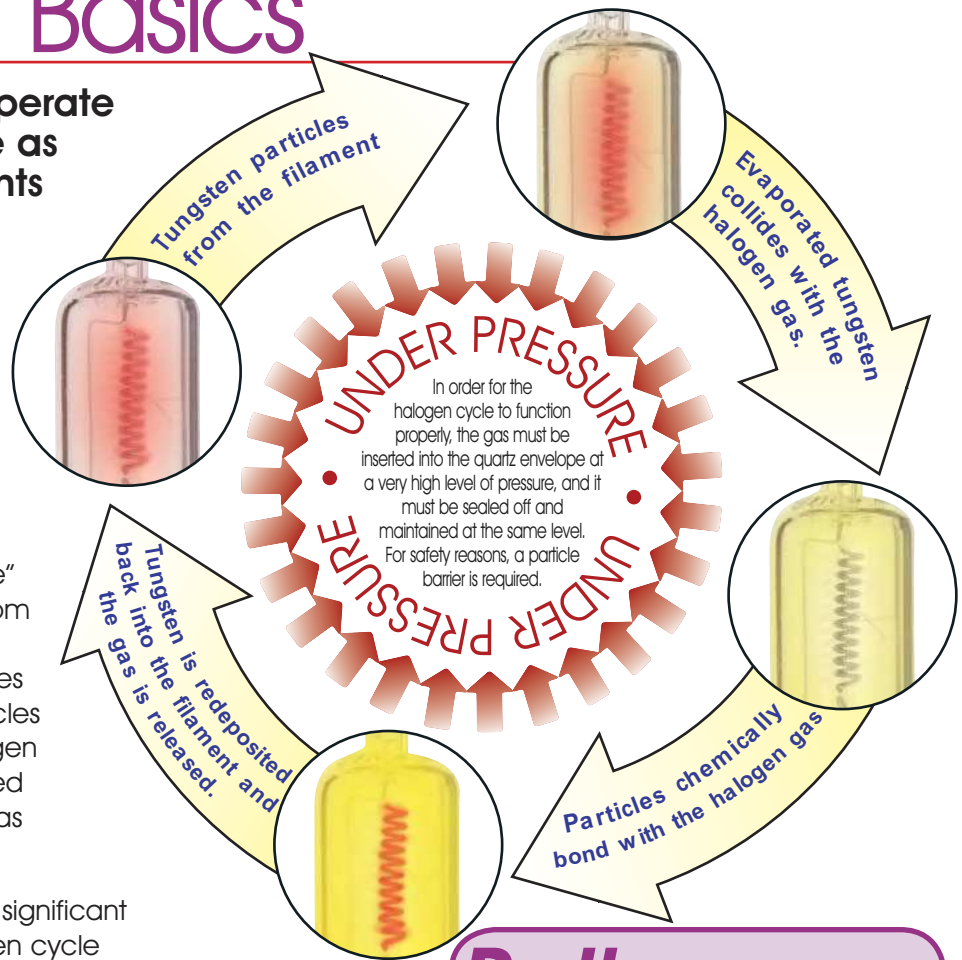 Basics
perate
e as
nts
Tungsten particles
from the filament
Evaporated tungsten
collides with the
halogen gas.
UNDER PRESSURE
In order for the
halogen cycle to function
properly, the gas must be
inserted into the quartz envelope at
a very high level of pressure, and it
must be sealed off and
maintained at the same level.
For safety reasons, a particle
barrier is required.
UNDER PRESSURE
Particles chemically
bond with the halogen gas
Tungsten is redeposited
back into the filament and
the gas is released.
e“
om
es
cles
gen
ed
as
significant
en cycle